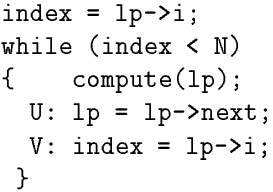 index = lp->i;
while (index < N)
{    compute(lp);
  U: lp = lp->next;
  V: index = lp->i;
 }